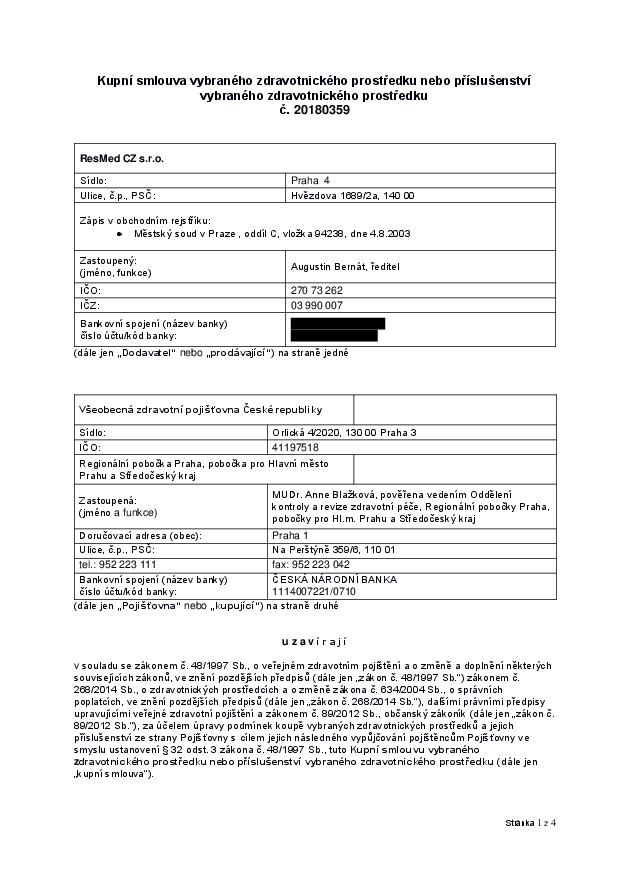 Kupní smlouva vybraného zdravotnického prostředku nebo příslušenství
vybraného zdravotnického prostředku
č. 20180359
ResMed CZ s.r.o.
Sídlo: Praha 4
Ulice, č.p., PSČ: Hvězdova 1689/2a, 140 00
Zápis v obchodním rejstříku:
• Městský soud v Praze , oddíl C, vložka 94238, dne 4.8.2003
Zastoupený:
(jméno, funkce) Augustin Bernát, ředitel
IČO: 270 73 262
IČZ: 03 990 007
Bankovní spojení (název banky)
číslo účtu/kód banky:
(dále jen „Dodavatel“ nebo „prodávající“) na straně jedné
Všeobecná zdravotní pojišťovna České republiky
Sídlo: Orlická 4/2020, 130 00 Praha 3
IČO: 41197518
Regionální pobočka Praha, pobočka pro Hlavní město
Prahu a Středočeský kraj
Zastoupená:
(jméno a funkce)
MUDr. Anne Blažková, pověřena vedením Oddělení
kontroly a revize zdravotní péče, Regionální pobočky Praha,
pobočky pro Hl.m. Prahu a Středočeský kraj
Doručovací adresa (obec): Praha 1
Ulice, č.p., PSČ: Na Perštýně 359/6, 110 01
tel.: 952 223 111 fax: 952 223 042
Bankovní spojení (název banky) ČESKÁ NÁRODNÍ BANKA
číslo účtu/kód banky: 1114007221/0710
(dále jen „Pojišťovna“ nebo „kupující“) na straně druhé
u z a v í r a j í
v souladu se zákonem č. 48/1997 Sb., o veřejném zdravotním pojištění a o změně a doplnění některých
souvisejících zákonů, ve znění pozdějších předpisů (dále jen „zákon č. 48/1997 Sb.“) zákonem č.
268/2014 Sb., o zdravotnických prostředcích a o změně zákona č. 634/2004 Sb., o správních
poplatcích, ve znění pozdějších předpisů (dále jen „zákon č. 268/2014 Sb.“), dalšími právními předpisy
upravujícími veřejné zdravotní pojištění a zákonem č. 89/2012 Sb., občanský zákoník (dále jen „zákon č.
89/2012 Sb.“), za účelem úpravy podmínek koupě vybraných zdravotnických prostředků a jejich
příslušenství ze strany Pojišťovny s cílem jejich následného vypůjčování pojištěncům Pojišťovny ve
smyslu ustanovení § 32 odst. 3 zákona č. 48/1997 Sb., tuto Kupní smlouvu vybraného
zdravotnického prostředku nebo příslušenství vybraného zdravotnického prostředku (dále jen
„kupní smlouva“).
Stránka 1 z 4